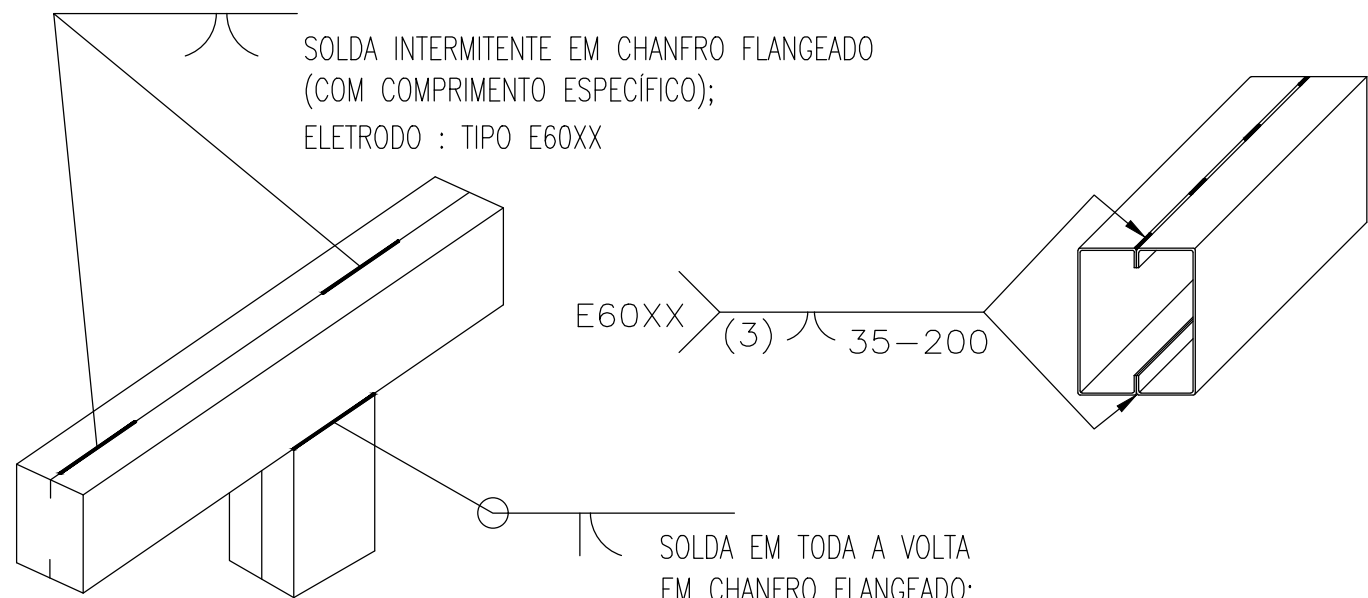 SOLDA INTERMITENTE EM CHANFRO FLANGEADO
(COM COMPRIMENTO ESPECÍFICO);
ELETRODO : TIPO E60XX
E60XX
(3) 35-200
SOLDA EM TODA A VOLTA
EM CHANFRO FLANGEADO;